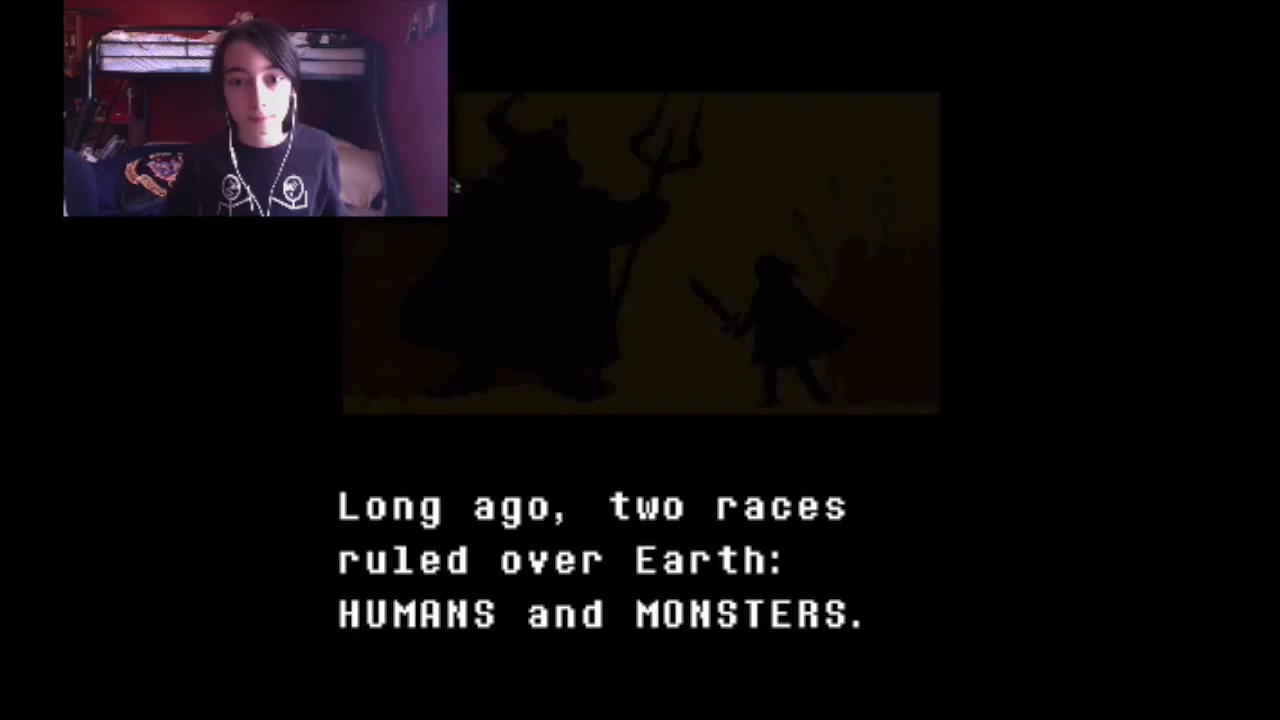 Long ago, two races
ruled over Earth:
HUMANS and MONSTERS.